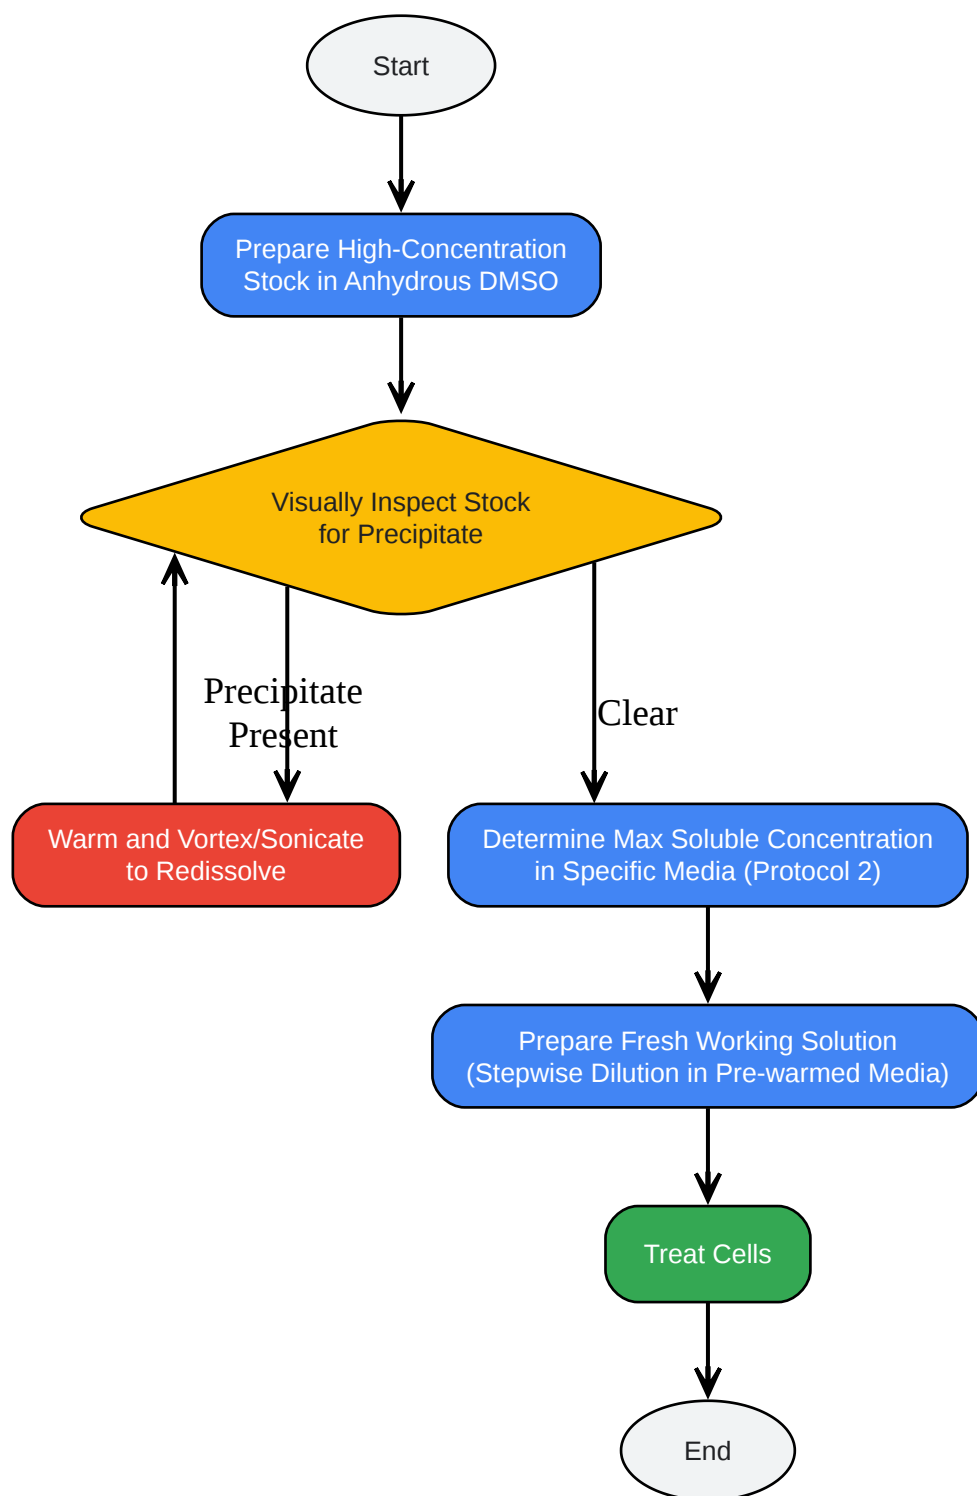 Start
Prepare High-Concentration
Stock in Anhydrous DMSO
Visually Inspect Stock
for Precipitate
Precipitate
Present
Clear
Warm and Vortex/Sonicate
to Redissolve
Determine Max Soluble Concentration
in Specific Media (Protocol 2)
Prepare Fresh Working Solution
(Stepwise Dilution in Pre-warmed Media)
Treat Cells
End